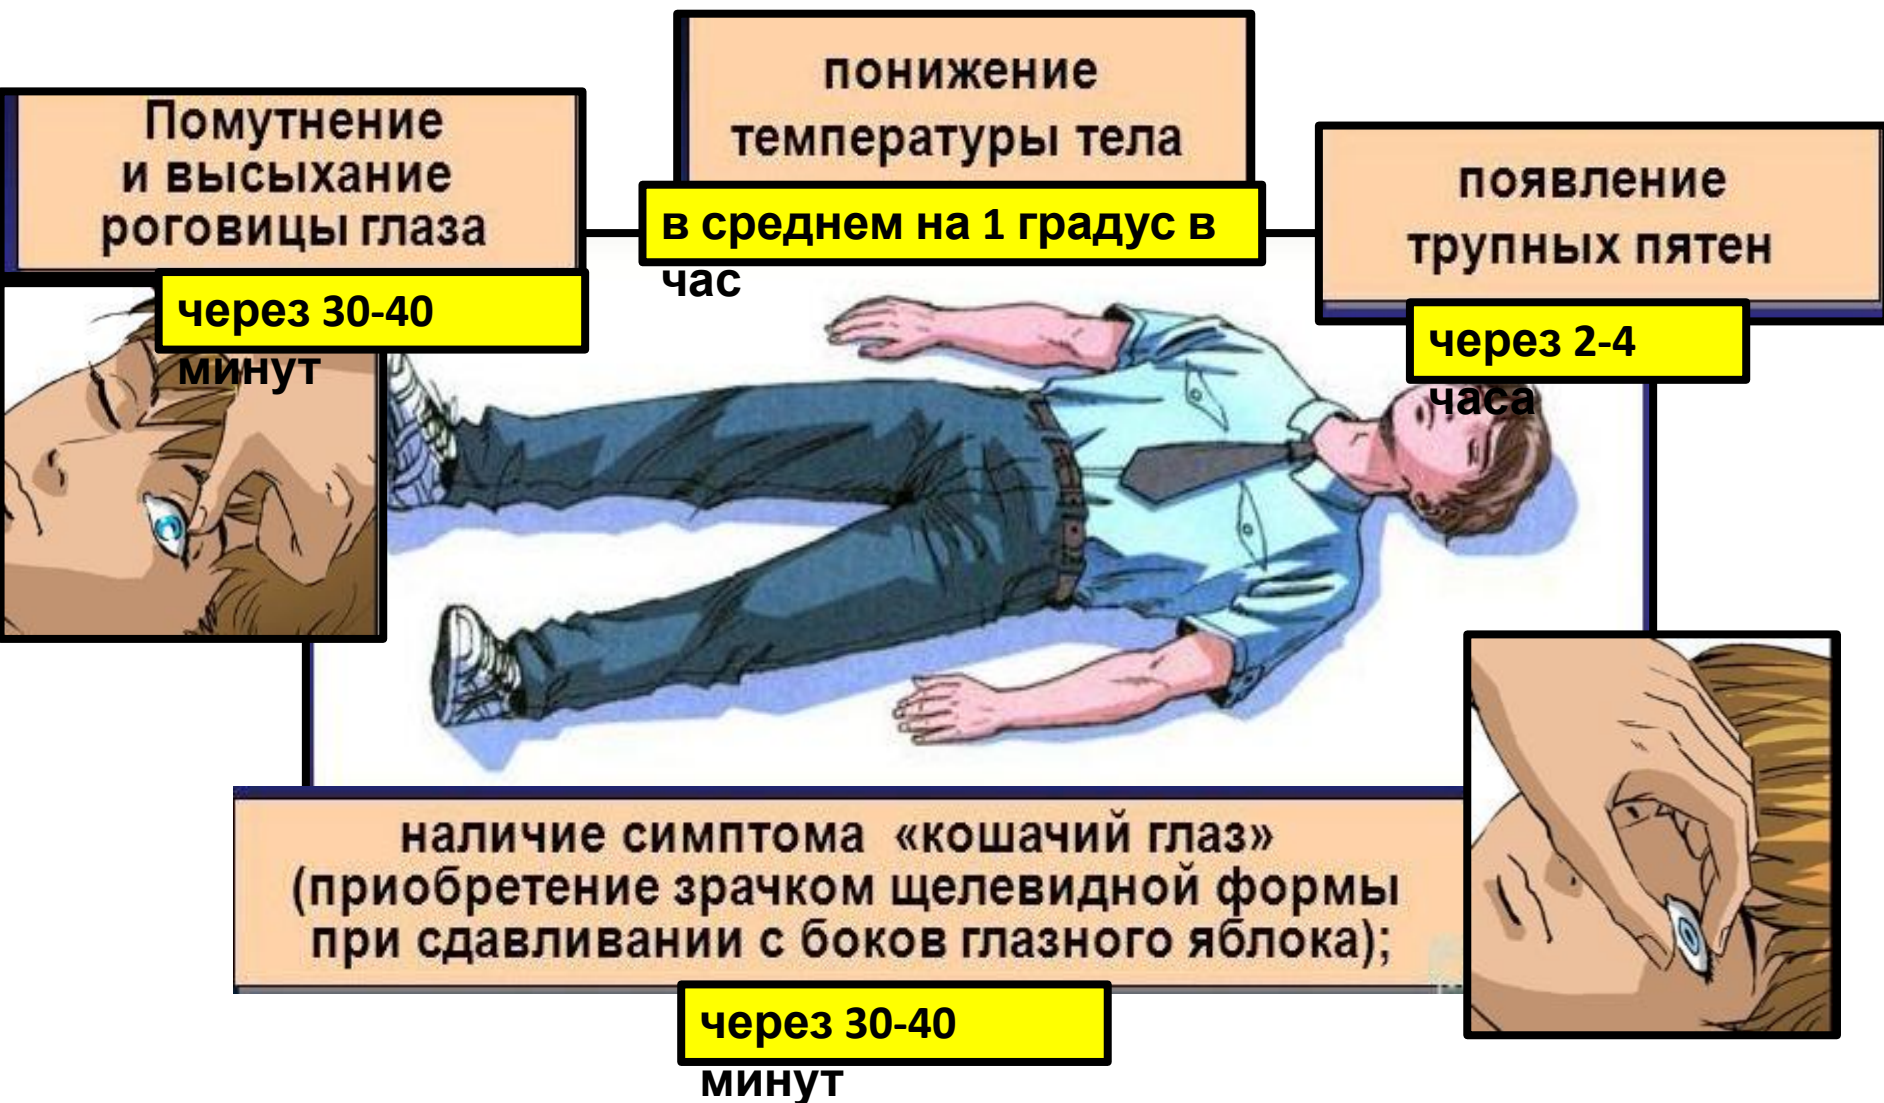 Помутнение
и высыхание
роговицы глаза
через 30-40
минут
понижение
температуры тела
в среднем на 1 градус в
час
появление
трупных пятен
через 2-4
часа
наличие симптома «кошачий глаз»
(приобретение зрачком щелевидной формы
при сдавливании с боков глазного яблока);
через 30-40
минут